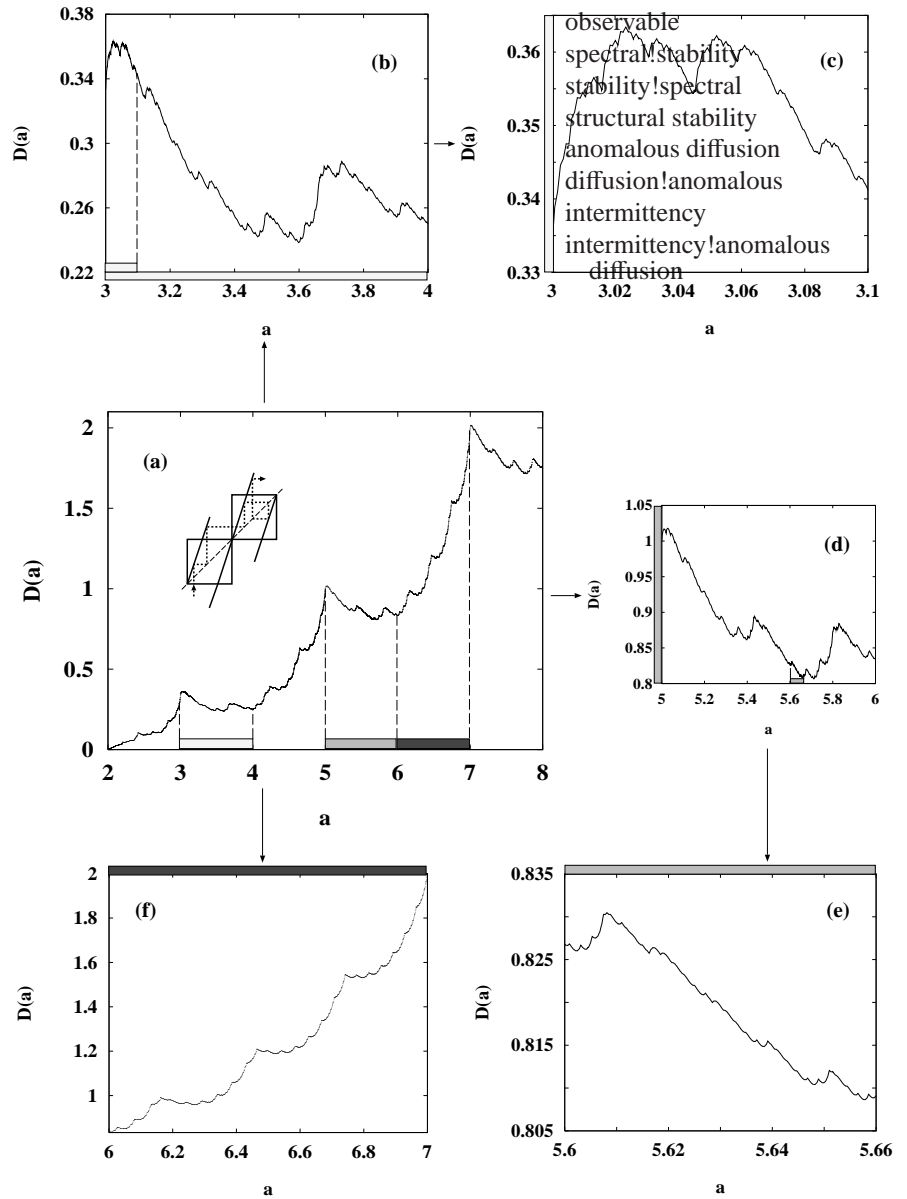 0.38
0.34
0.3
0.26
0.22
D(a)
(b)
3
3.2
3.4
3.6
3.8
4
a
0.36
0.35
0.34
0.33
D(a)
(c)
observable
spectral!stability
stability!spectral
structural stability
anomalous diffusion
diffusion!anomalous
intermittency
intermittency!anomalous
diffusion
3
3.02
3.04
3.06
3.08
3.1
a
2
1.5
1
0.5
0
D(a)
(a)
2
3
4
5
6
7
8
a
1.05
1
0.95
0.9
0.85
0.8
D(a)
(d)
5
5.2
5.4
5.6
5.8
6
a
2
1.8
1.6
1.4
1.2
1
D(a)
(f)
6
6.2
6.4
6.6
6.8
7
a
0.835
0.825
0.815
0.805
D(a)
(e)
5.6
5.62
5.64
5.66
a